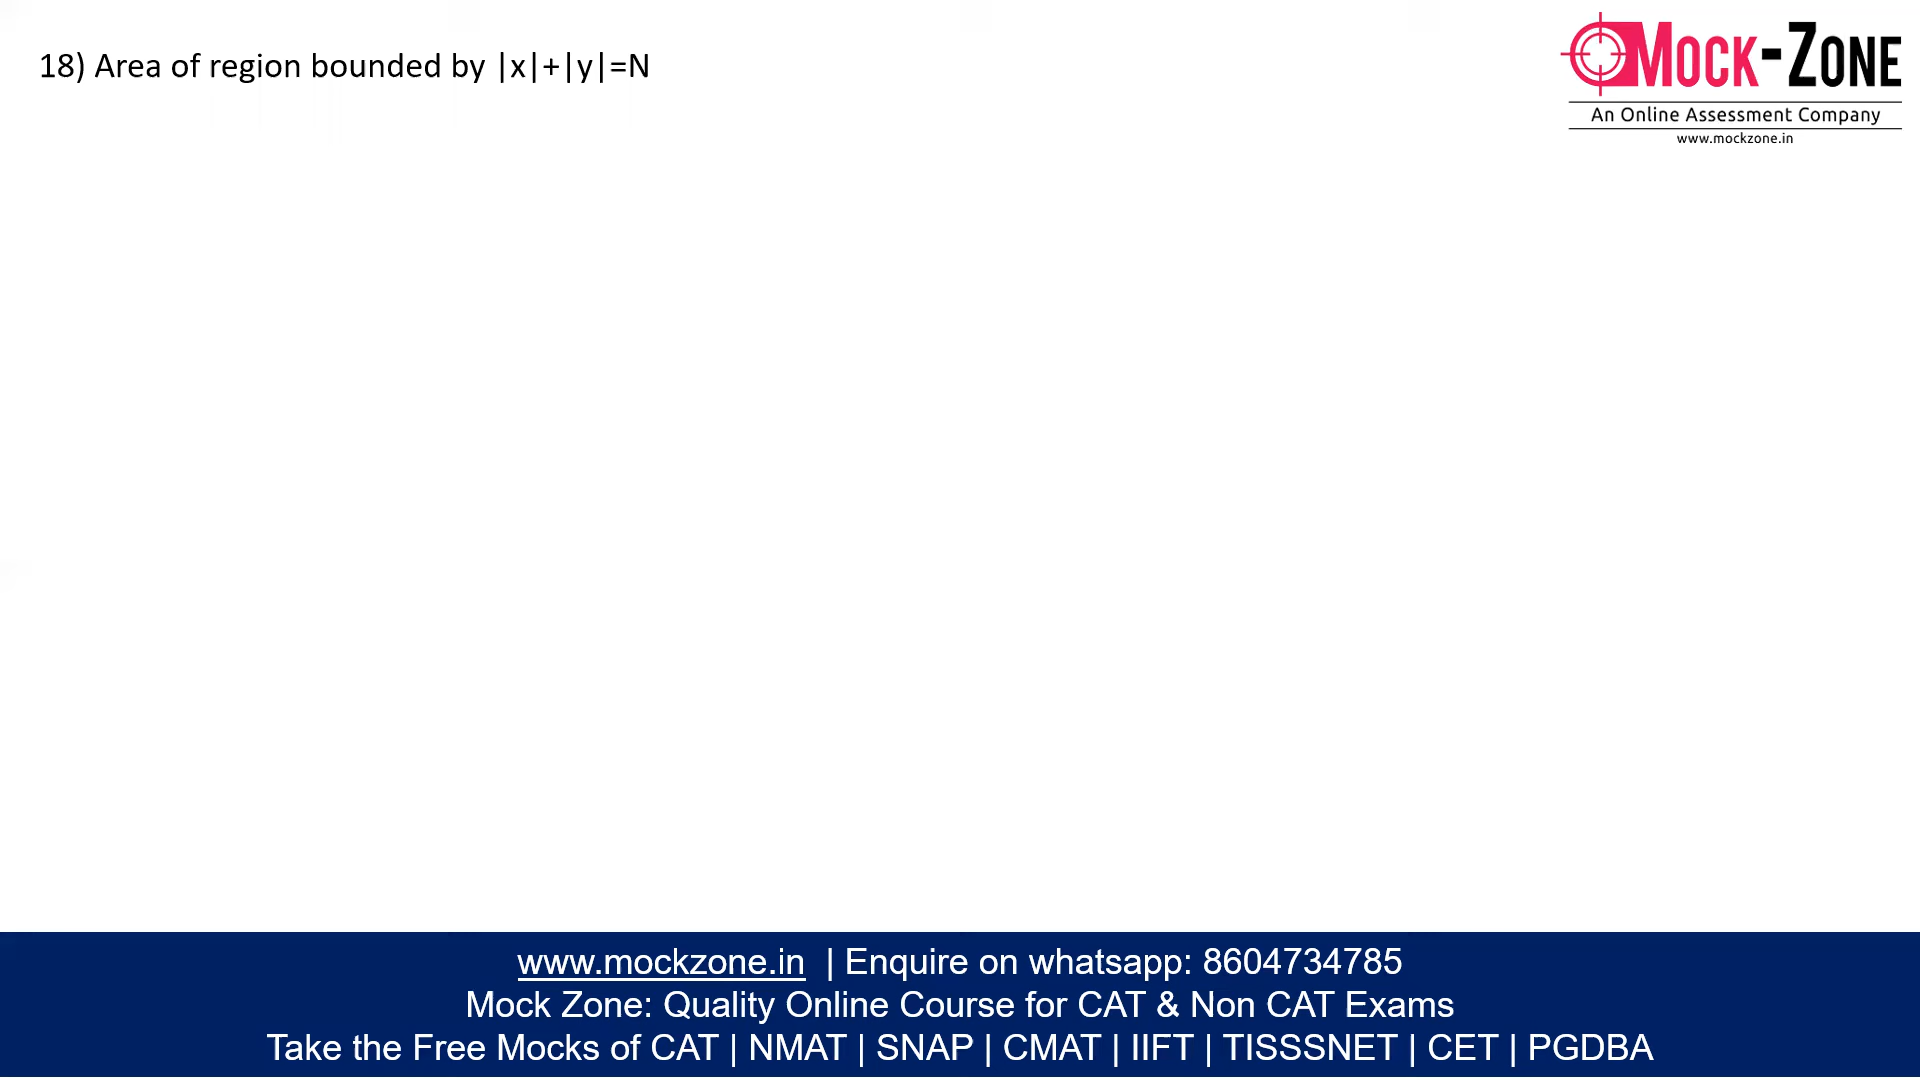 18) Area of region bounded by |x|+|y|=N
Mock-Zone
An Online Assessment Company
www.mockzone.in
www.mockzone.in | Enquire on whatsapp: 8604734785
Mock Zone: Quality Online Course for CAT & Non CAT Exams
Take the Free Mocks of CAT | NMAT | SNAP | CMAT | IIFT | TISSSNET | CET | PGDBA